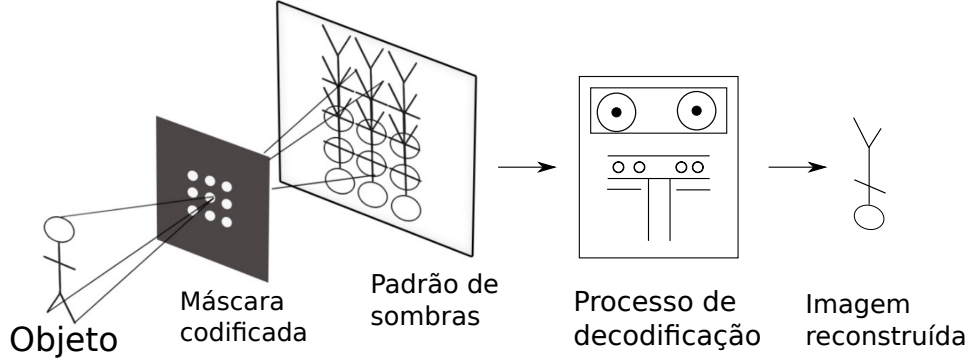 Objeto
Máscara
codificada
Padrão de
sombras
Processo de
decodificação
Imagem
reconstruída